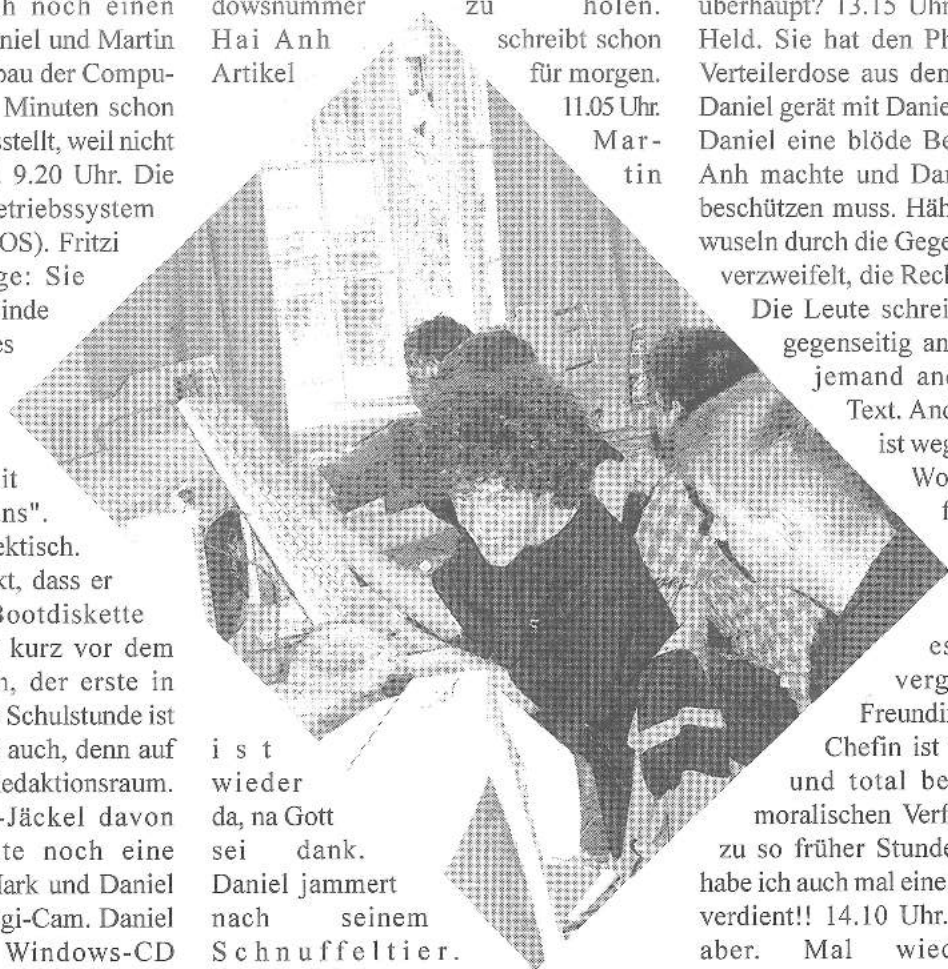 h noch einen
niel und Martin
bau der Compu-
Minuten schon
sstellt, weil nicht
9.20 Uhr. Die
etriebssystem
OS). Fritzi
ge: Sie
inde
es
it
ns".
ektisch.
kt, dass er
Bootdiskette
kurz vor dem
n, der erste in
Schulstunde ist
auch, denn auf
edaktionsraum.
-Jäckel davon
te noch eine
Mark und Daniel
gi-Cam. Daniel
Windows-CD
dowsnummer zu holen.
Hai Anh schreibt schon
Artikel für morgen.
11.05 Uhr.
Mar-
tin
ist
wieder
da, na Gott
sei dank.
Daniel jammert
nach seinem
Schnuffeltier.
überhaupt? 13.15 Uhr
Held. Sie hat den Ph
Verteilerdose aus dem
Daniel gerät mit Danie
Daniel eine blöde Be
Anh machte und Dan
beschützen muss. Häh
wuseln durch die Gege
verzweifelt, die Rech
Die Leute schrei
gegenseitig an
jemand and
Text. And
ist weg
Wo
f
es
verg
Freundi
Chefin ist
und total be
moralischen Verf
zu so früher Stunde
habe ich auch mal eine
verdient!! 14.10 Uhr.
aber. Mal wied